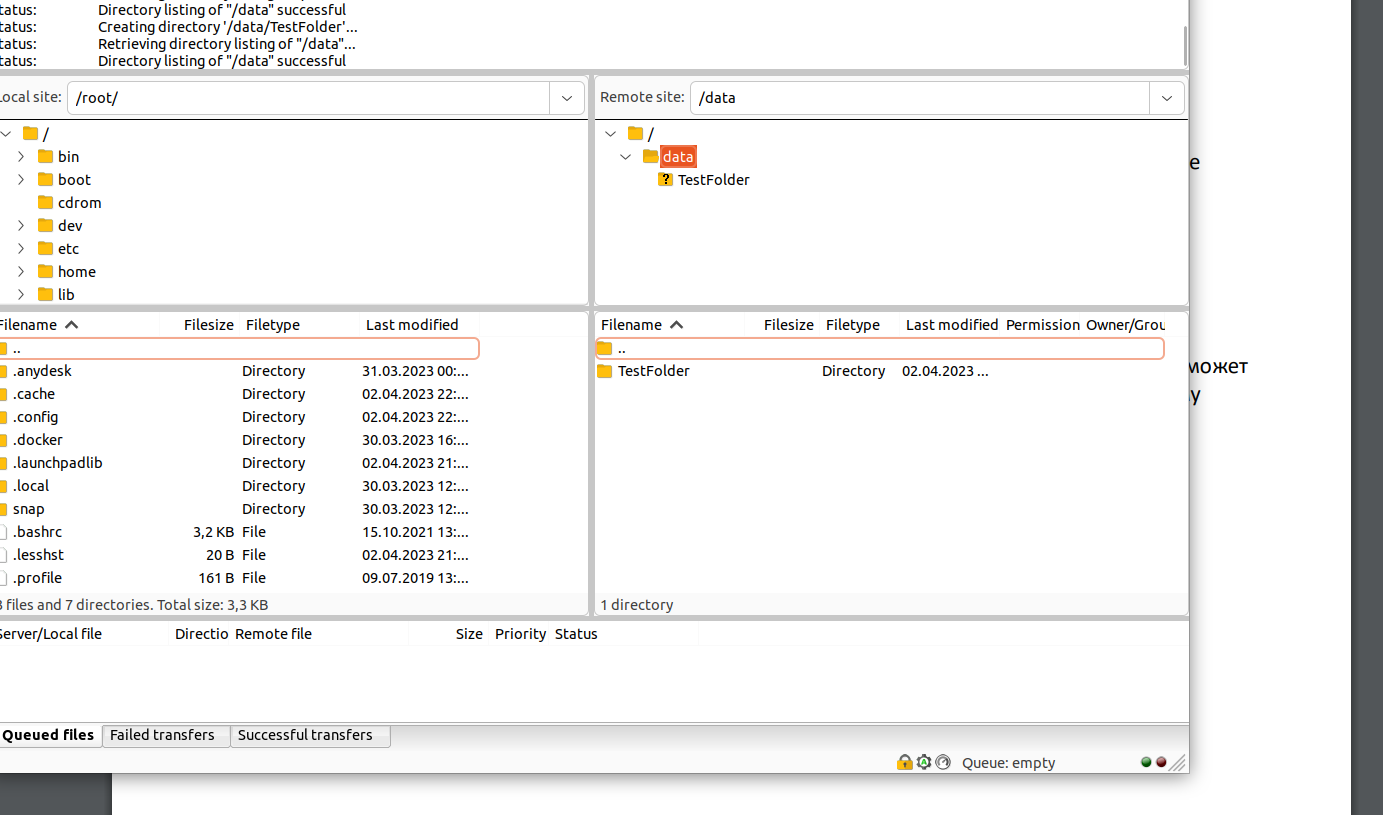 tatus: Directory listing of "/data" successful
tatus: Creating directory '/data/TestFolder'...
tatus: Retrieving directory listing of "/data"...
tatus: Directory listing of "/data" successful
Local site: /root/
Remote site: /data
/
bin
boot
cdrom
dev
etc
home
lib
/
data
? TestFolder
е
Filename Filesize Filetype Last modified
..
.anydesk Directory 31.03.2023 00:...
.cache Directory 02.04.2023 22:...
.config Directory 02.04.2023 22:...
.docker Directory 30.03.2023 16:...
.launchpadlib Directory 02.04.2023 21:...
.local Directory 30.03.2023 12:...
snap Directory 30.03.2023 12:...
.bashrc 3,2 KB File 15.10.2021 13:...
.lesshst 20 B File 02.04.2023 21:...
.profile 161 B File 09.07.2019 13:...
3 files and 7 directories. Total size: 3,3 KB
Filename Filesize Filetype Last modified Permission Owner/Grou
..
TestFolder Directory 02.04.2023 ...
1 directory
может
у
Server/Local file Directio Remote file Size Priority Status
Queued files Failed transfers Successful transfers
Queue: empty